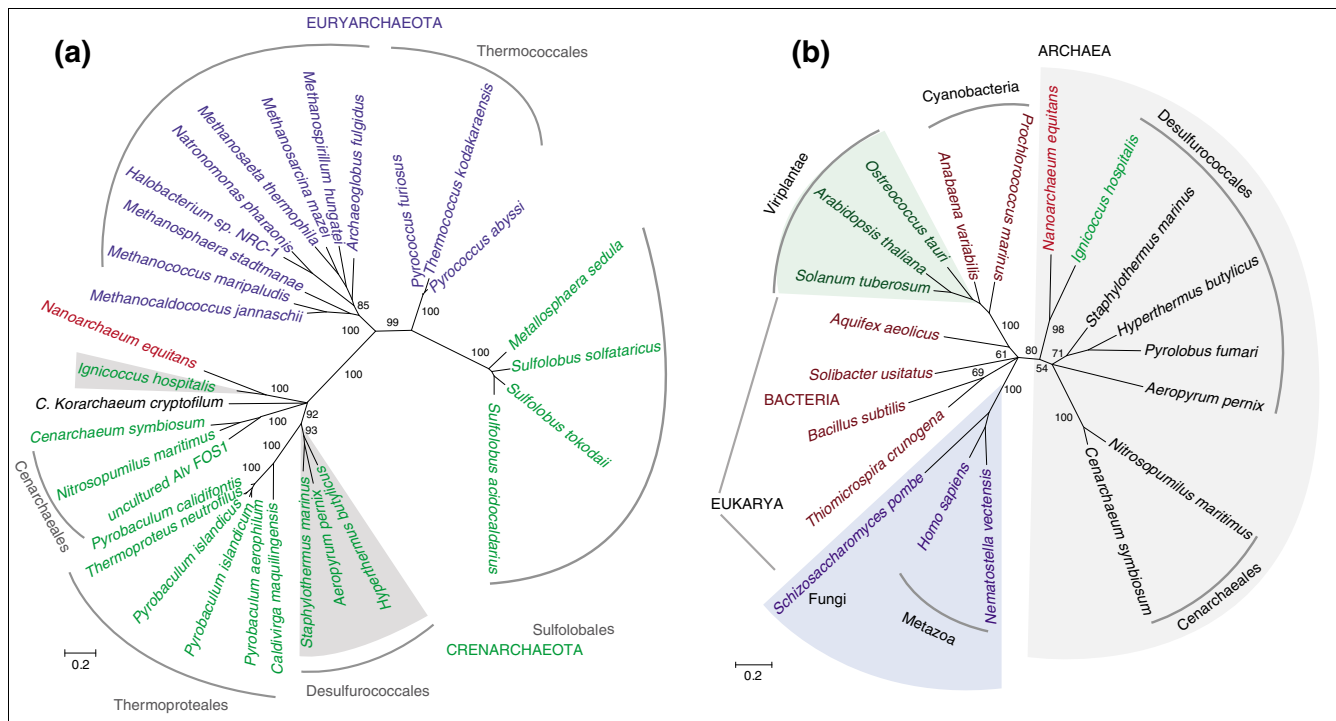 (a)
EURYARCHAEOTA
Thermococcales
Methanospirillum hungatei
Archaeoglobus fulgidus
Methanosarcina mazei
Methanosaeta thermophila
Natronomonas pharaonis
Halobacterium sp. NRC-1
Methanosphaera stadtmanae
Methanococcus maripaludis
Methanocaldococcus jannaschii
Pyrococcus furiosus
Thermococcus kodakaraensis
Pyrococcus abyssi
85
100
99
100
100
Nanoarchaeum equitans
Ignicoccus hospitalis
100
C. Korarchaeum cryptofilum
Cenarchaeum symbiosum
100
Nitrosopumilus maritimus
uncultured Alv FOS1
Cenarchaeales
92
93
100
100
100
Pyrobaculum calidifontis
Thermoproteus neutrofilus
Pyrobaculum islandicus
Pyrobaculum islandicum
Pyrobaculum aerophilum
Caldivirga maquilingensis
Thermoproteales
Staphylothermus marinus
Aeropyrum pernix
Hyperthermus butylicus
Desulfurococcales
Metallosphaera sedula
100
Sulfolobus solfataricus
Sulfolobus tokodaii
Sulfolobus acidocaldarius
Sulfolobales
CRENARCHAEOTA
0.2
(b)
ARCHAEA
Cyanobacteria
Viriplantae
Ostreococcus tauri
Arabidopsis thaliana
Solanum tuberosum
Anabaena variabilis
Prochlorococcus marinus
100
Aquifex aeolicus
61
Solibacter usitatus
BACTERIA
69
Bacillus subtilis
Thiomicrospira crunogena
100
EUKARYA
Schizosaccharomyces pombe
Fungi
Homo sapiens
Nematostella vectensis
Metazoa
Nanoarchaeum equitans
Ignicoccus hospitalis
98
80
71
54
Desulfurococcales
Staphylothermus marinus
Hyperthermus butylicus
Pyrolobus fumari
Aeropyrum pernix
100
Nitrosopumilus maritimus
Cenarchaeum symbiosum
Cenarchaeales
0.2